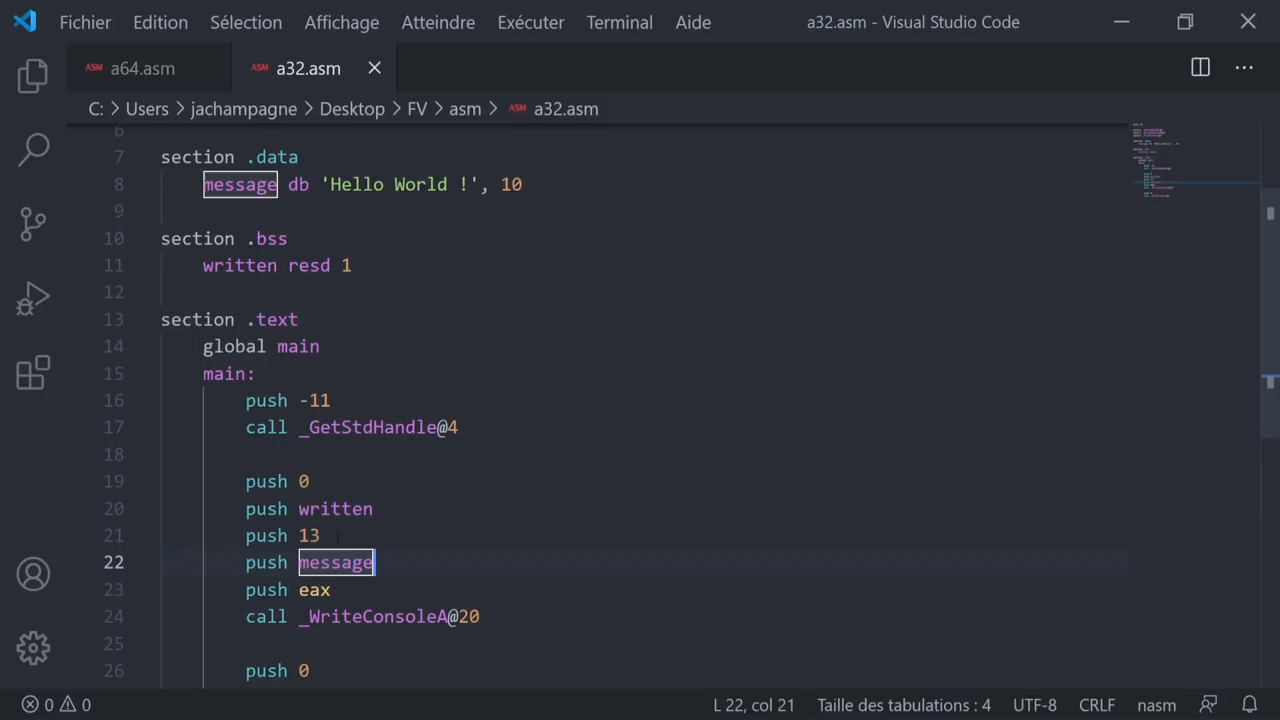 Fichier Edition Sélection Affichage Atteindre Exécuter Terminal Aide a32.asm - Visual Studio Code
ASM a64.asm ASM a32.asm
C: > Users > jachampagne > Desktop > FV > asm > ASM a32.asm
6
7 section .data
8 message db 'Hello World !', 10
9
10 section .bss
11 written resd 1
12
13 section .text
14 global main
15 main:
16 push -11
17 call _GetStdHandle@4
18
19 push 0
20 push written
21 push 13
22 push message
23 push eax
24 call _WriteConsoleA@20
25
26 push 0
0 0 L 22, col 21 Taille des tabulations : 4 UTF-8 CRLF nasm